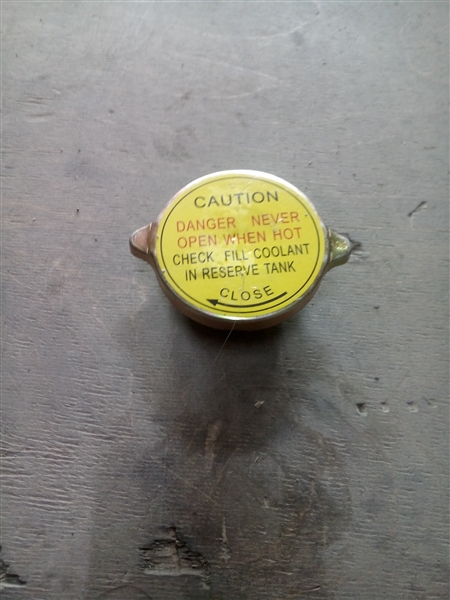 CAUTION
DANGER NEVER
OPEN WHEN HOT
CHECK FILL COOLANT
IN RESERVE TANK
CLOSE